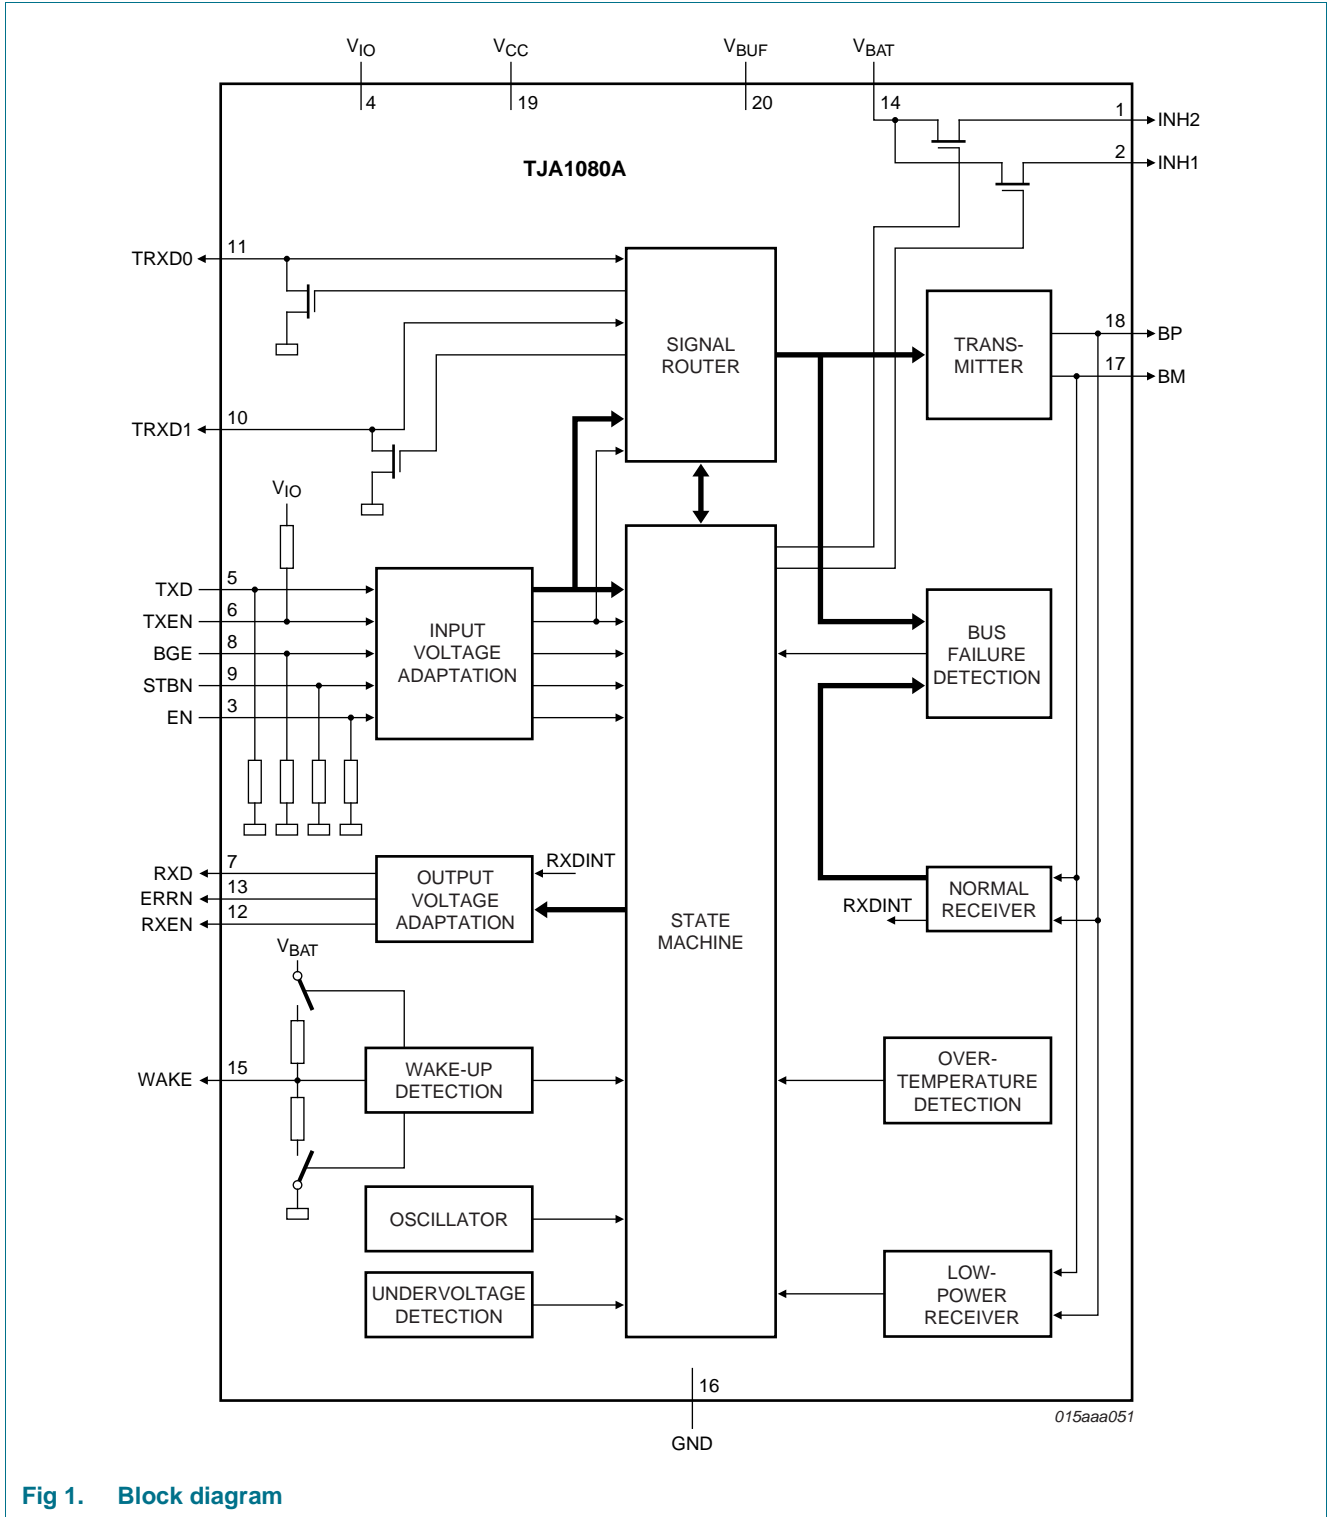 VIO
VCC
VBUF
VBAT
4
19
20
14
1
INH2
2
INH1
TJA1080A
TRXD0
11
SIGNAL
ROUTER
TRANS-
MITTER
18
BP
17
BM
TRXD1
10
VIO
TXD
5
TXEN
6
BGE
8
STBN
9
EN
3
INPUT
VOLTAGE
ADAPTATION
BUS
FAILURE
DETECTION
RXD
7
ERRN
13
RXEN
12
OUTPUT
VOLTAGE
ADAPTATION
RXDINT
STATE
MACHINE
RXDINT
NORMAL
RECEIVER
VBAT
WAKE
15
WAKE-UP
DETECTION
OVER-
TEMPERATURE
DETECTION
OSCILLATOR
UNDERVOLTAGE
DETECTION
LOW-
POWER
RECEIVER
16
GND
015aaa051
Fig 1. Block diagram